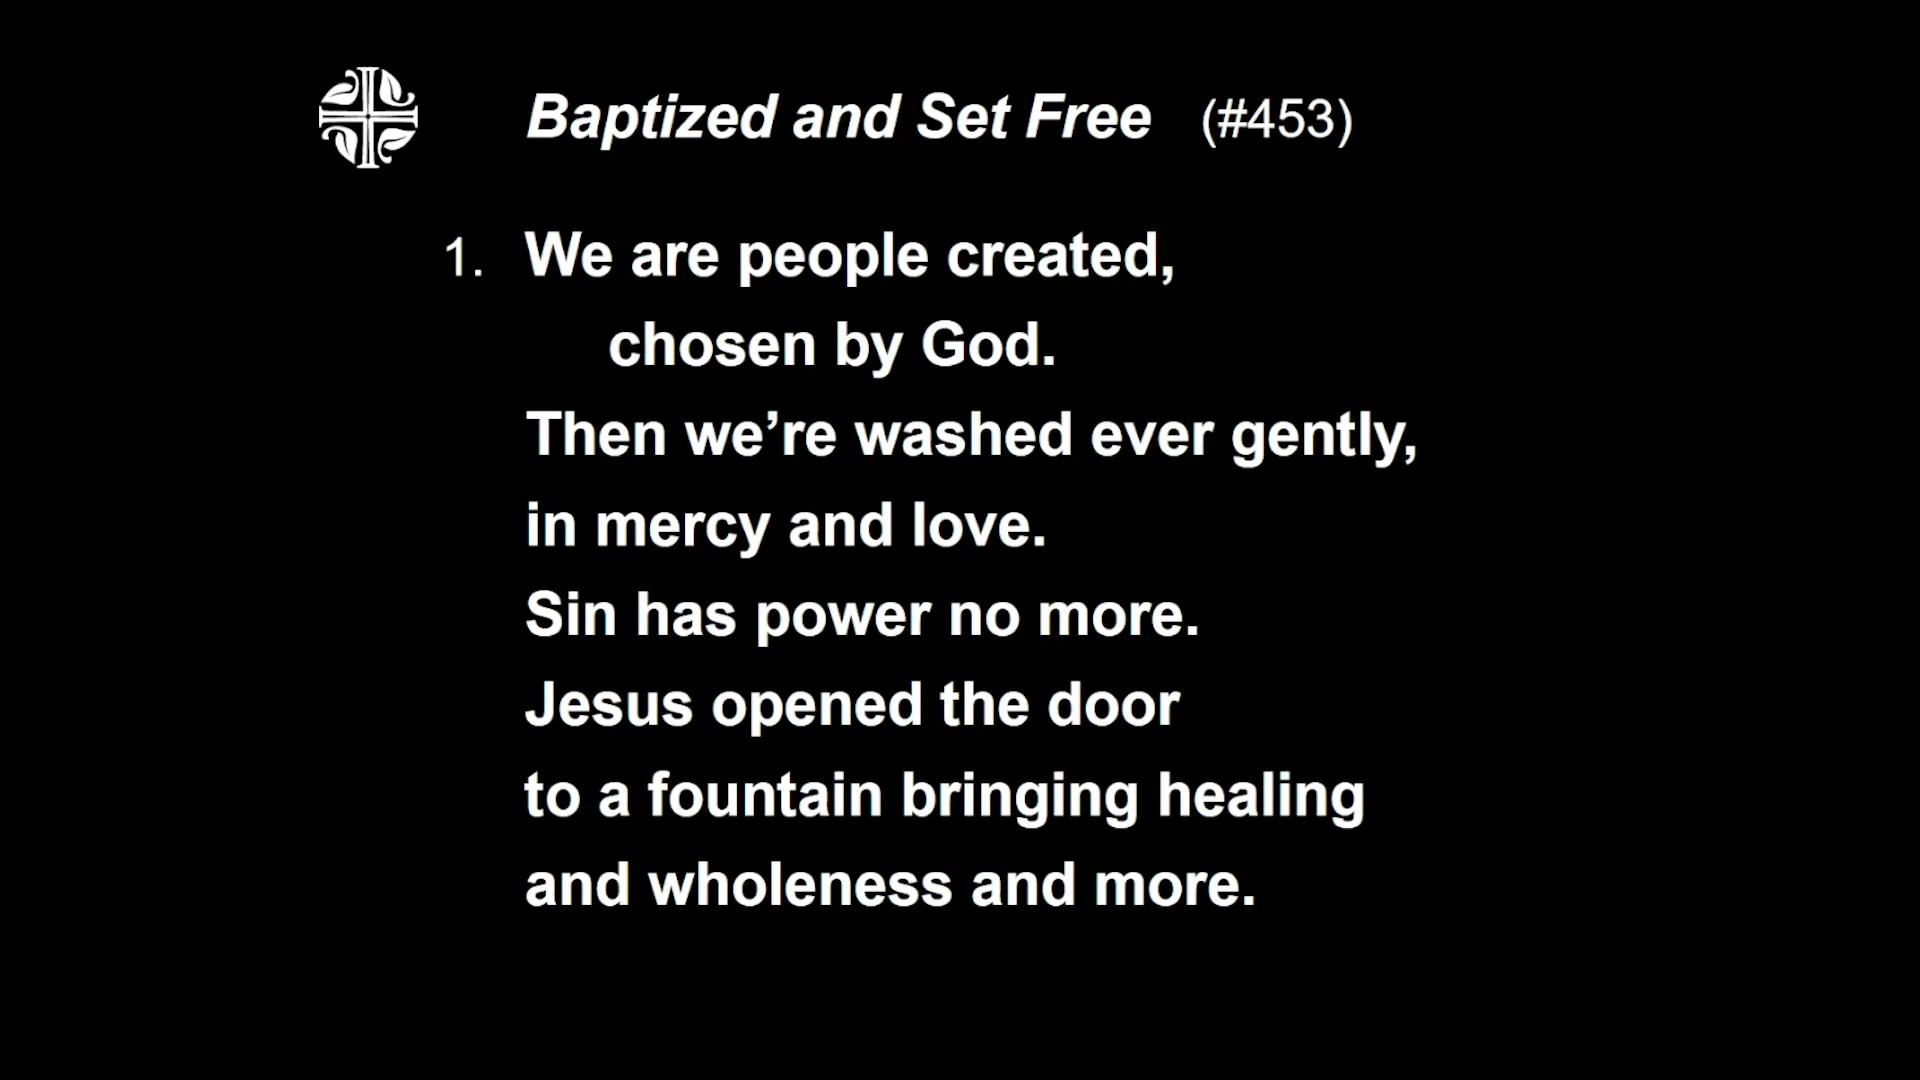 Baptized and Set Free (#453)
1. We are people created,
chosen by God.
Then we’re washed ever gently,
in mercy and love.
Sin has power no more.
Jesus opened the door
to a fountain bringing healing
and wholeness and more.